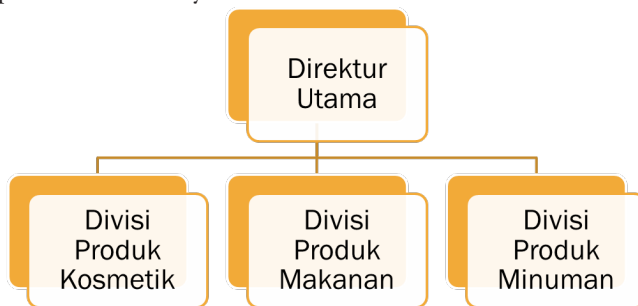 Direktur
Utama
Divisi
Produk
Kosmetik
Divisi
Produk
Makanan
Divisi
Produk
Minuman